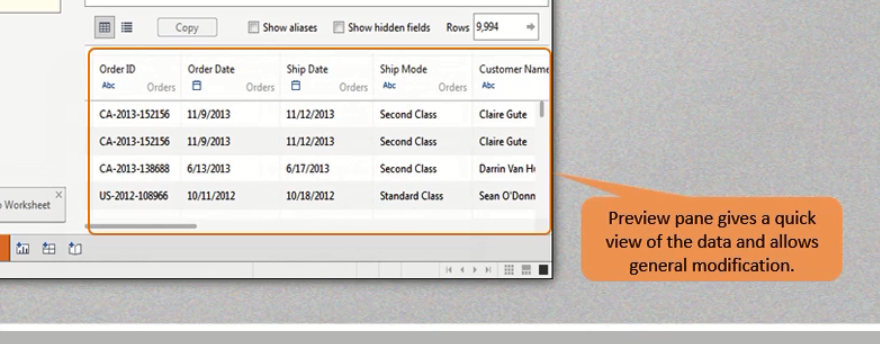 Copy Show aliases Show hidden fields Rows 9,994
Order ID Order Date Ship Date Ship Mode Customer Name
Abc Orders Orders Orders Abc Orders Abc
CA-2013-152156 11/9/2013 11/12/2013 Second Class Claire Gute
CA-2013-152156 11/9/2013 11/12/2013 Second Class Claire Gute
CA-2013-138688 6/13/2013 6/17/2013 Second Class Darrin Van
US-2012-108966 10/11/2012 10/18/2012 Standard Class Sean O'Donn
Worksheet
Preview pane gives a quick
view of the data and allows
general modification.